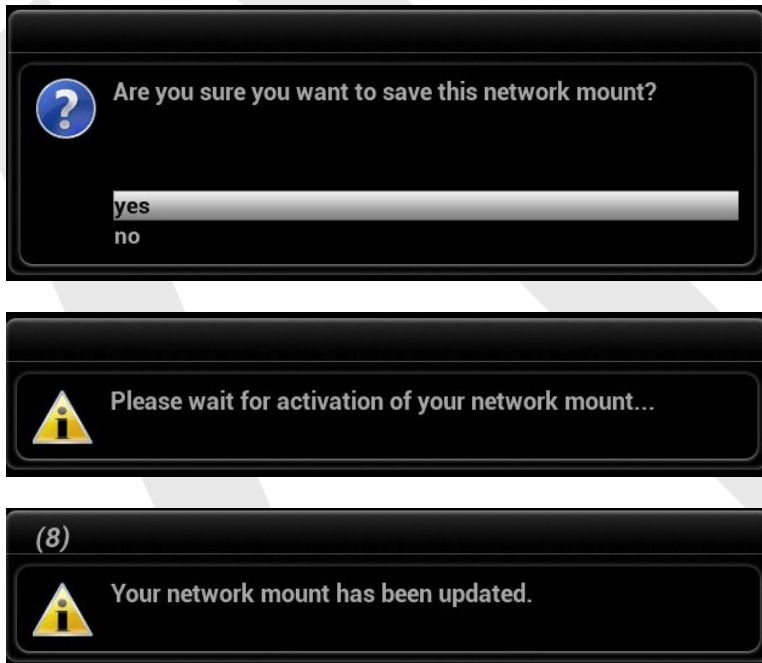 Are you sure you want to save this network mount?
yes
no
Please wait for activation of your network mount...
(8)
Your network mount has been updated.